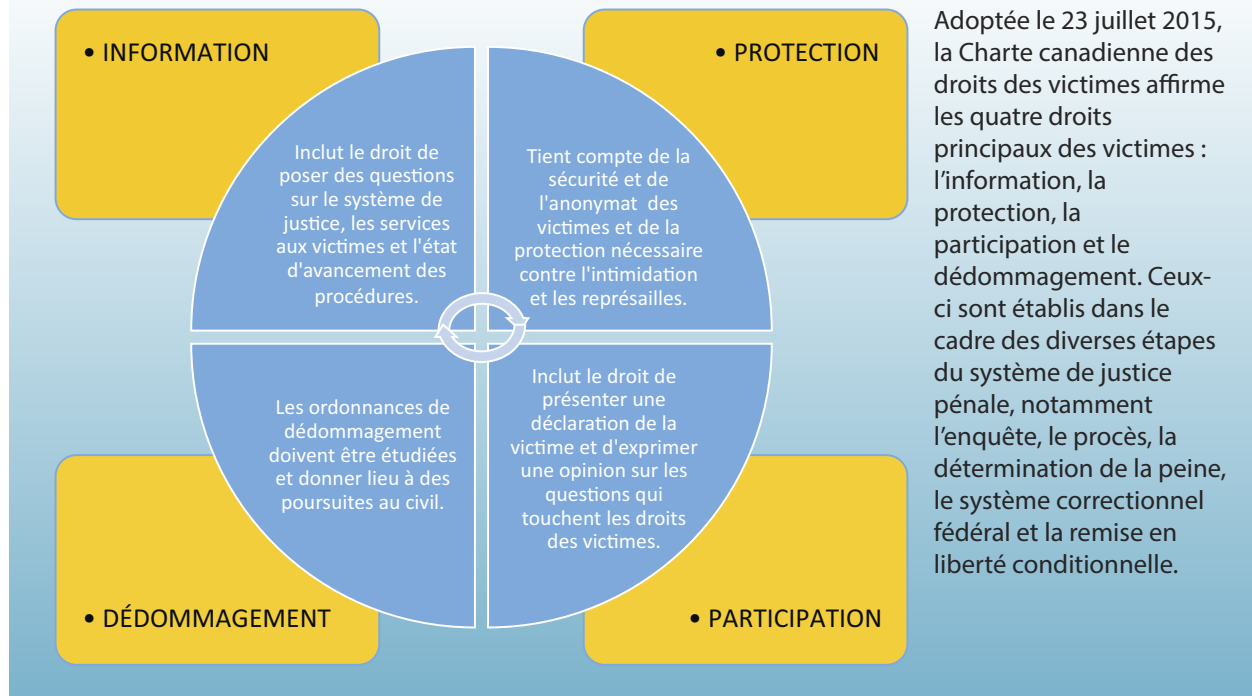 • INFORMATION
Inclut le droit de
poser des questions
sur le système de
justice, les services
aux victimes et l'état
d'avancement des
procédures.
• PROTECTION
Tient compte de la
sécurité et de
l'anonymat des
victimes et de la
protection nécessaire
contre l'intimidation
et les représailles.
Les ordonnances de
dédommagement
doivent être étudiées
et donner lieu à des
poursuites au civil.
• DÉDOMMAGEMENT
Inclut le droit de
présenter une
déclaration de la
victime et d'exprimer
une opinion sur les
questions qui
touchent les droits
des victimes.
• PARTICIPATION
Adoptée le 23 juillet 2015,
la Charte canadienne des
droits des victimes affirme
les quatre droits
principaux des victimes :
l’information, la
protection, la
participation et le
dédommagement. Ceux-
ci sont établis dans le
cadre des diverses étapes
du système de justice
pénale, notamment
l’enquête, le procès, la
détermination de la peine,
le système correctionnel
fédéral et la remise en
liberté conditionnelle.